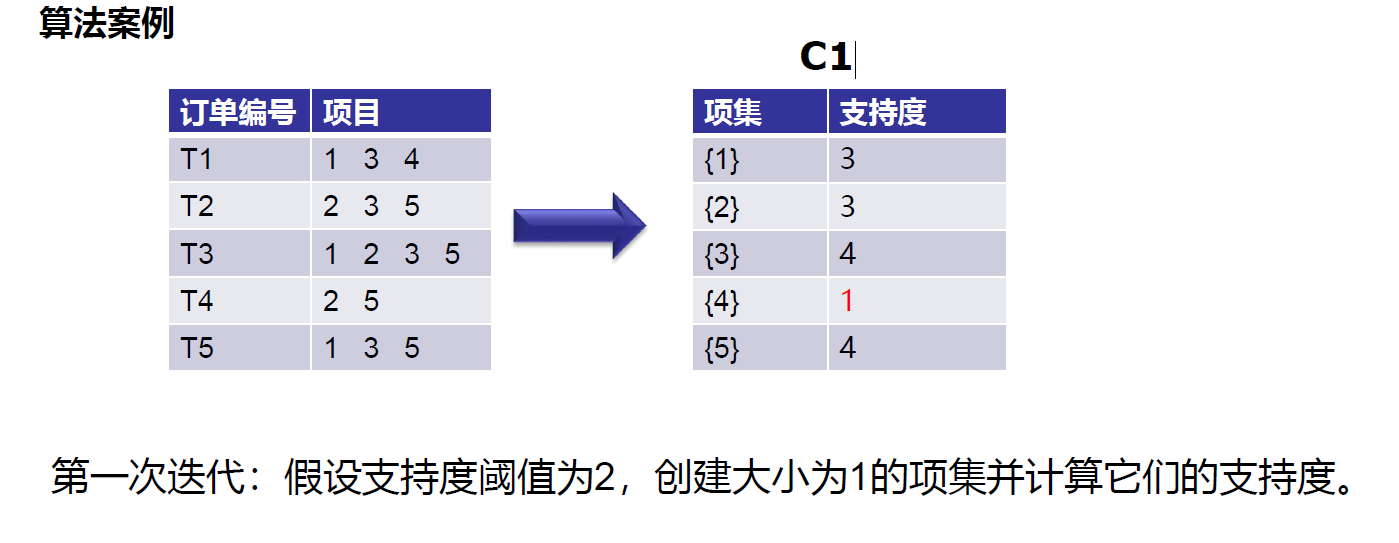 算法案例
C1
订单编号 项目
T1 1 3 4
T2 2 3 5
T3 1 2 3 5
T4 2 5
T5 1 3 5
项集 支持度
{1} 3
{2} 3
{3} 4
{4} 1
{5} 4
第一次迭代：假设支持度阈值为2，创建大小为1的项集并计算它们的支持度。